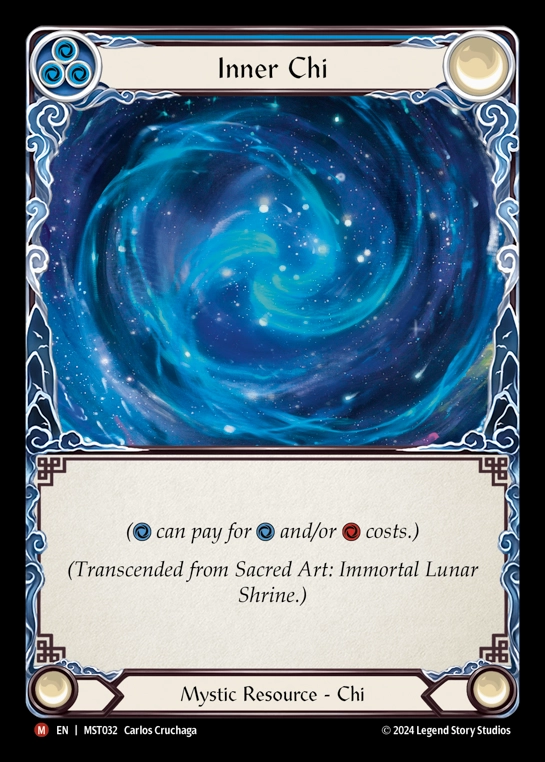 Inner Chi
( can pay for and/or costs.)
(Transcended from Sacred Art: Immortal Lunar
Shrine.)
Mystic Resource - Chi
M EN | MST032 Carlos Cruchaga © 2024 Legend Story Studios